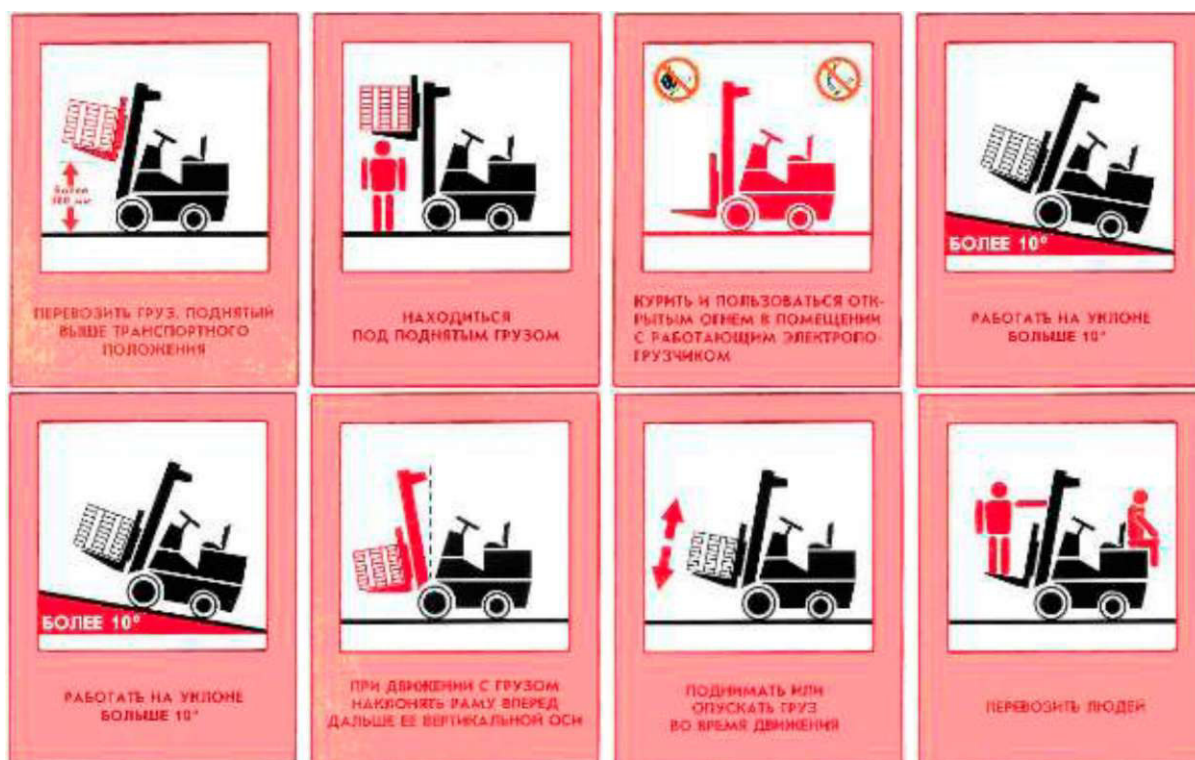 Более
ПЕРЕВОЗИТЬ ГРУЗ, ПОДНЯТЫЙ
ВЫШЕ ТРАНСПОРТНОГО
ПОЛОЖЕНИЯ
НАХОДИТЬСЯ
ПОД ПОДНЯТЫМ ГРУЗОМ
КУРИТЬ И ПОЛЬЗОВАТЬСЯ ОТК-
РЫТЫМ ОГНЕМ В ПОМЕЩЕНИИ
С РАБОТАЮЩИМ ЭЛЕКТРОПО-
ГРУЗЧИКОМ
БОЛЕЕ 10°
РАБОТАТЬ НА УКЛОНЕ
БОЛЬШЕ 10°
БОЛЕЕ 10°
РАБОТАТЬ НА УКЛОНЕ
БОЛЬШЕ 10°
ПРИ ДВИЖЕНИИ С ГРУЗОМ
НАКЛОНЯТЬ РАМУ ВПЕРЕД
ДАЛЬШЕ ЕЕ ВЕРТИКАЛЬНОЙ ОСИ
ПОДНИМАТЬ ИЛИ
ОПУСКАТЬ ГРУЗ
ВО ВРЕМЯ ДВИЖЕНИЯ
ПЕРЕВОЗИТЬ ЛЮДЕЙ